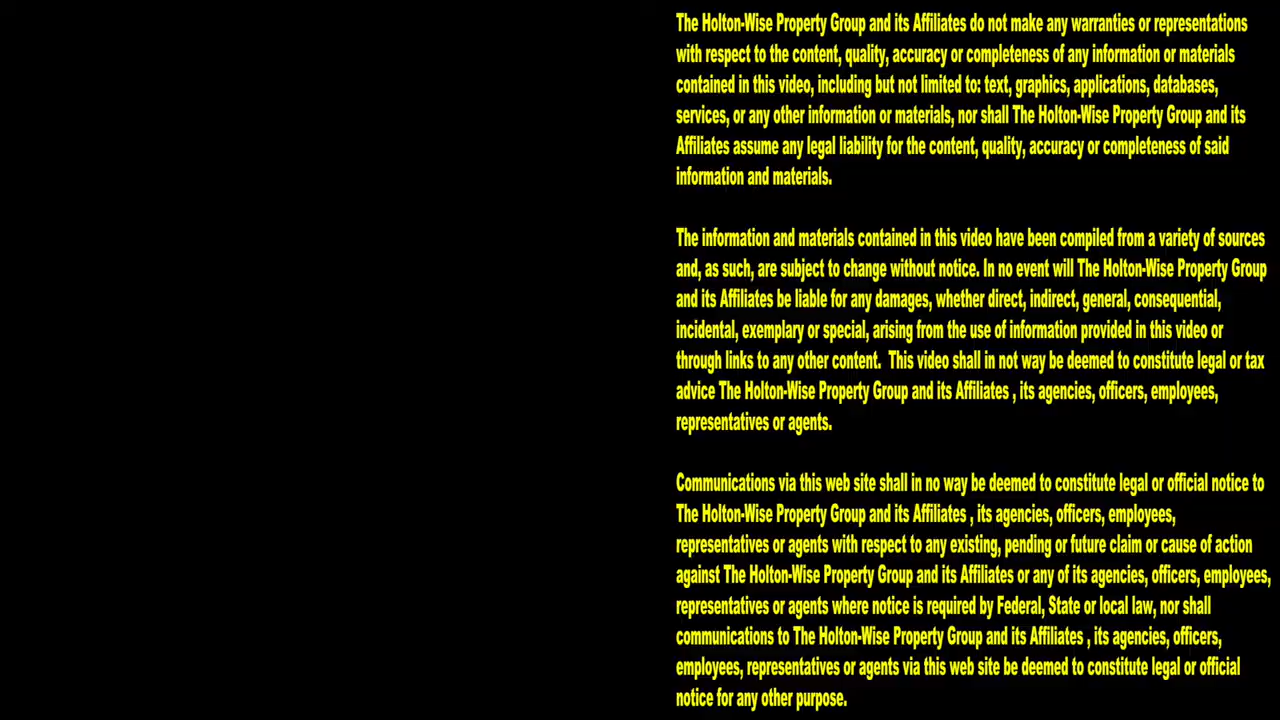 The Holton-Wise Property Group and its Affiliates do not make any warranties or representations
with respect to the content, quality, accuracy or completeness of any information or materials
contained in this video, including but not limited to: text, graphics, applications, databases,
services, or any other information or materials, nor shall The Holton-Wise Property Group and its
Affiliates assume any legal liability for the content, quality, accuracy or completeness of said
information and materials.
The information and materials contained in this video have been compiled from a variety of sources
and, as such, are subject to change without notice. In no event will The Holton-Wise Property Group
and its Affiliates be liable for any damages, whether direct, indirect, general, consequential,
incidental, exemplary or special, arising from the use of information provided in this video or
through links to any other content.  This video shall in not way be deemed to constitute legal or tax
advice The Holton-Wise Property Group and its Affiliates , its agencies, officers, employees,
representatives or agents.
Communications via this web site shall in no way be deemed to constitute legal or official notice to
The Holton-Wise Property Group and its Affiliates , its agencies, officers, employees,
representatives or agents with respect to any existing, pending or future claim or cause of action
against The Holton-Wise Property Group and its Affiliates or any of its agencies, officers, employees,
representatives or agents where notice is required by Federal, State or local law, nor shall
communications to The Holton-Wise Property Group and its Affiliates , its agencies, officers,
employees, representatives or agents via this web site be deemed to constitute legal or official
notice for any other purpose.